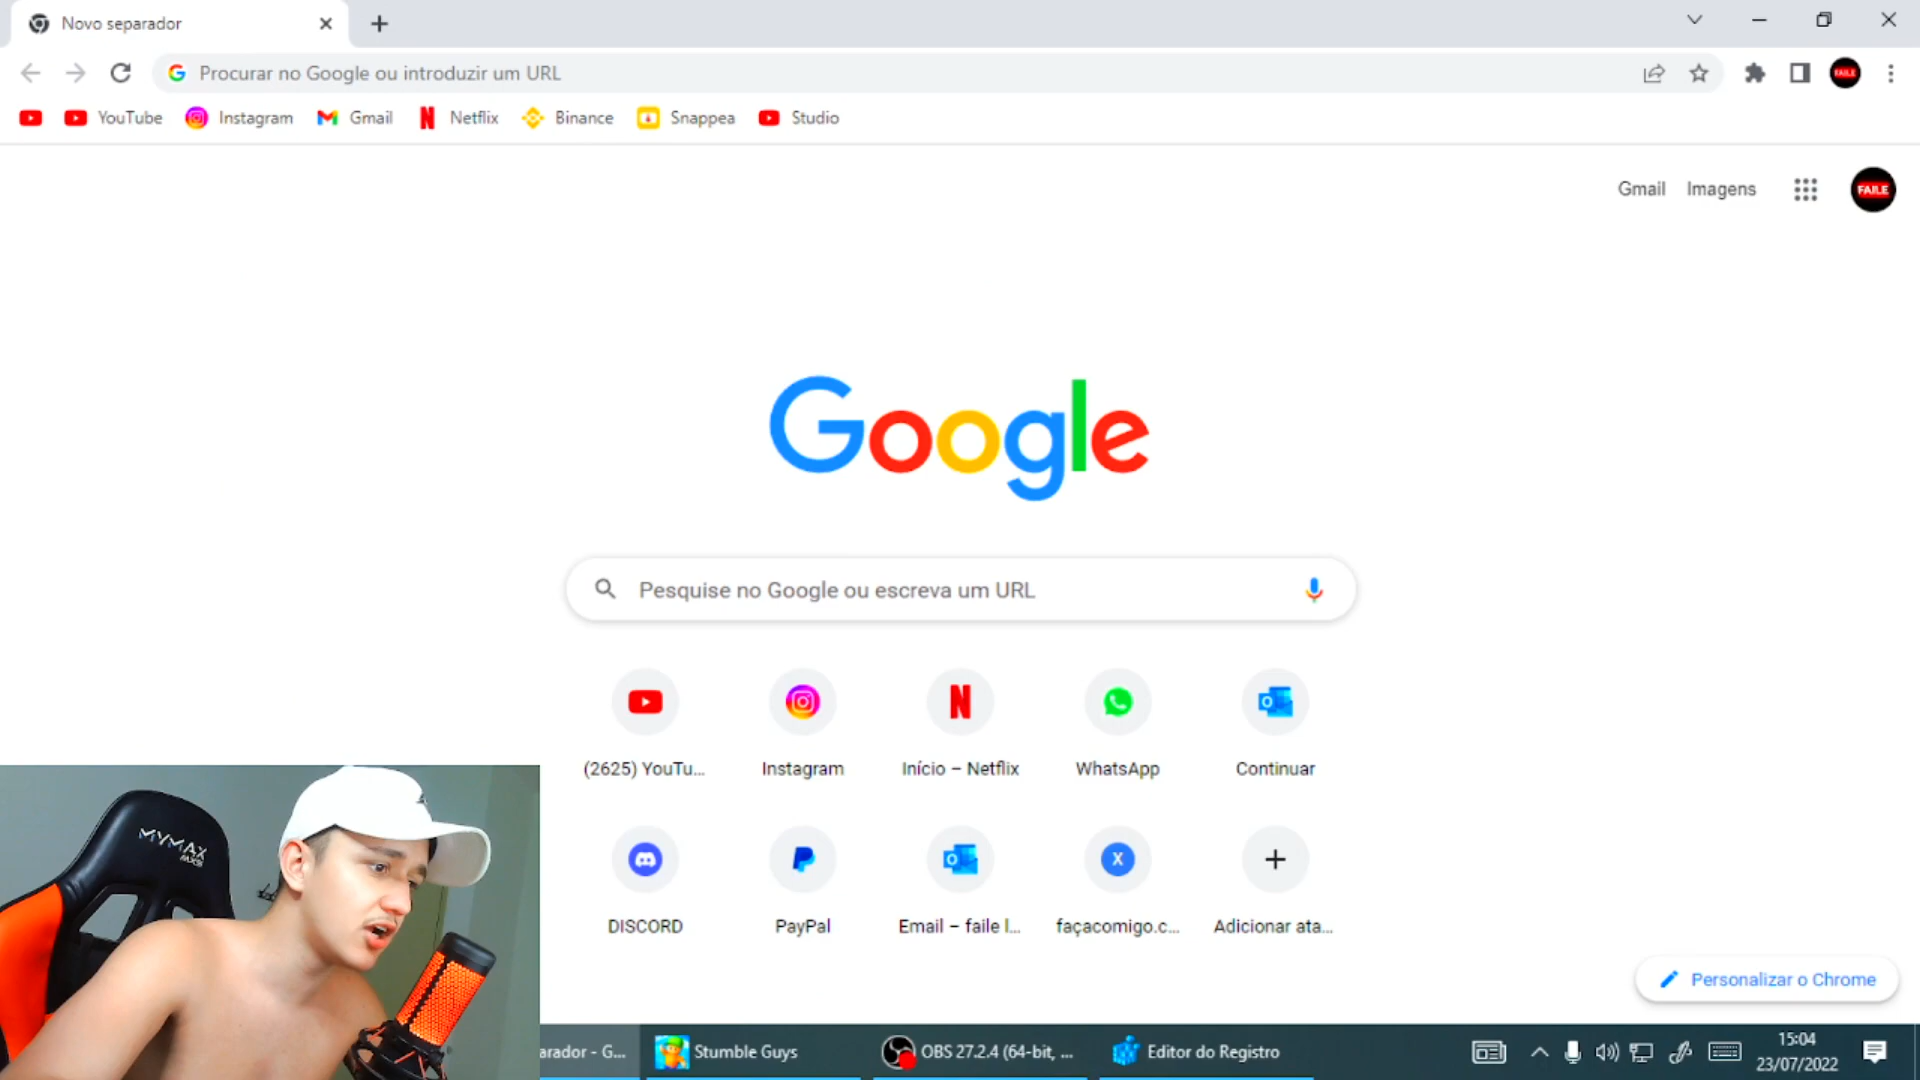 Novo separador
Procurar no Google ou introduzir um URL
YouTube
Instagram
Gmail
Netflix
Binance
Snappea
Studio
Gmail
Imagens
FAILE
Google
Pesquise no Google ou escreva um URL
(2625) YouTu...
Instagram
Início – Netflix
WhatsApp
Continuar
DISCORD
PayPal
Email – faile l...
façacomigo.c...
Adicionar ata...
X
Personalizar o Chrome
MYMAX
MX5
arador - G...
Stumble Guys
OBS 27.2.4 (64-bit, ...
Editor do Registro
15:04
23/07/2022